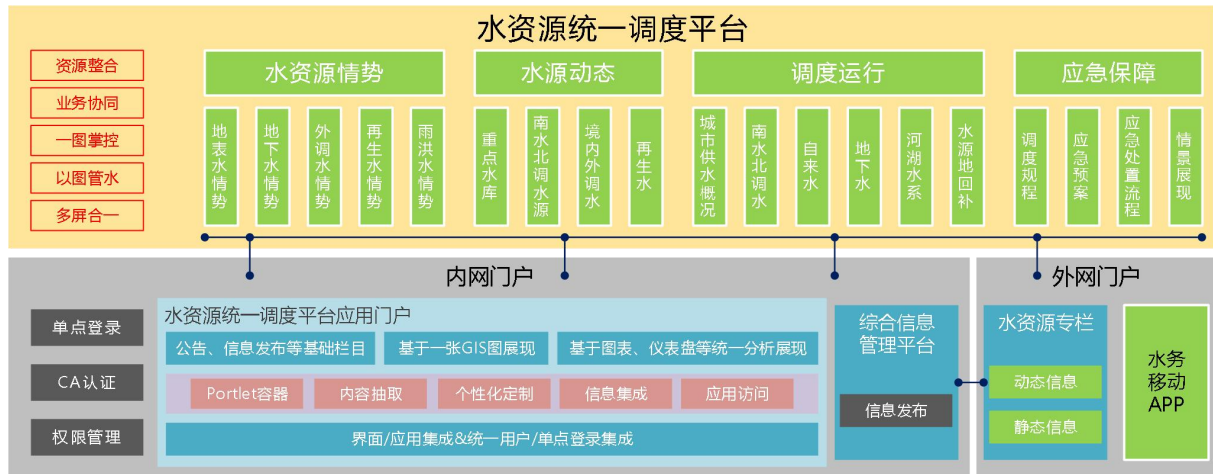 水资源统一调度平台
资源整合
业务协同
一图掌控
以图管水
多屏合一
水资源情势
地表水情势
地下水情势
外调水情势
再生水情势
雨洪水情势
水源动态
重点水库
南水北调水源
境内外调水
再生水
调度运行
城市供水概况
南水北调水
自来水
地下水
河湖水系
水源地回补
应急保障
调度规程
应急预案
应急处置流程
情景展现
内网门户
单点登录
CA认证
权限管理
水资源统一调度平台应用门户
公告、信息发布等基础栏目
基于一张GIS图展现
基于图表、仪表盘等统一分析展现
Portlet容器
内容抽取
个性化定制
信息集成
应用访问
界面/应用集成&统一用户/单点登录集成
综合信息
管理平台
信息发布
外网门户
水资源专栏
动态信息
静态信息
水务
移动
APP